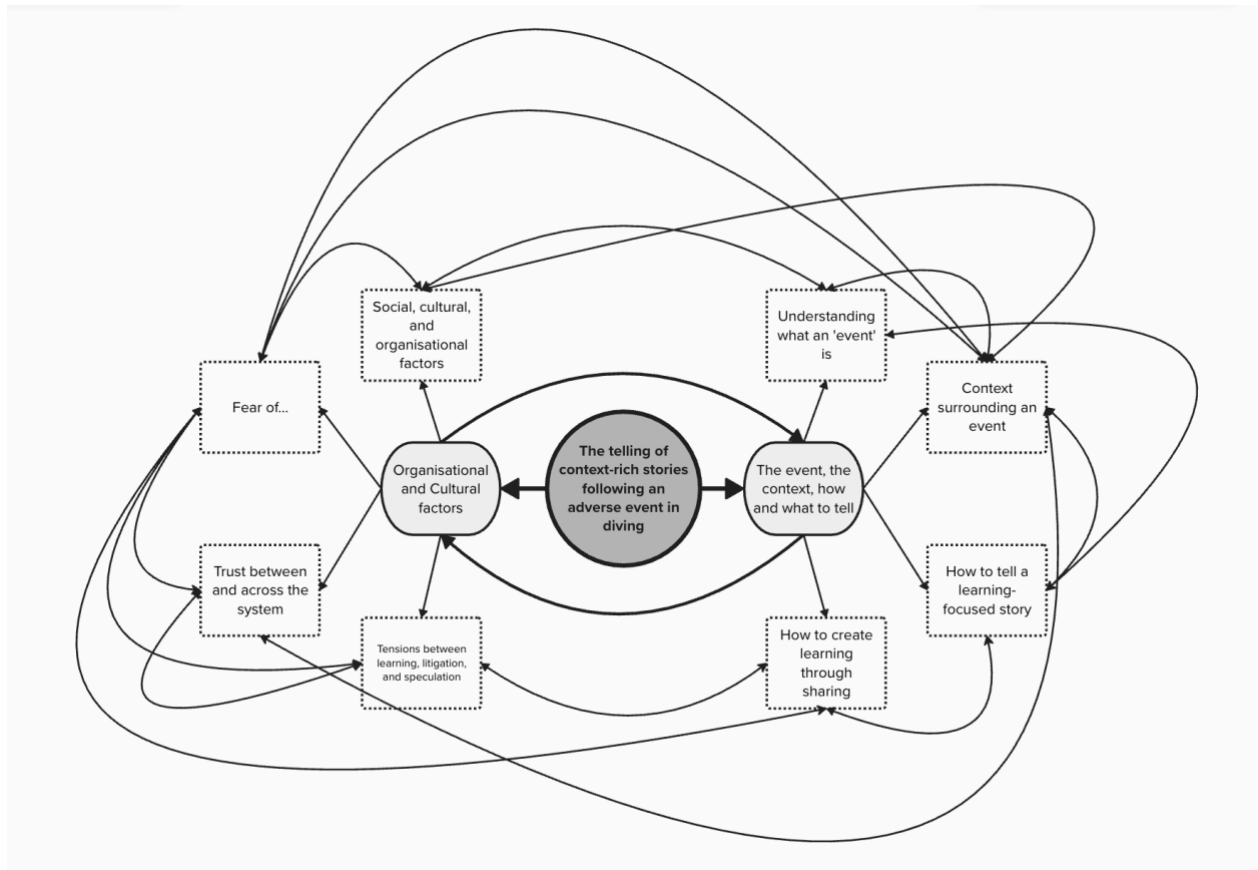 Social, cultural,
and
organisational
factors
Understanding
what an 'event'
is
Fear of...
Context
surrounding an
event
Organisational
and Cultural
factors
The telling of
context-rich stories
following an
adverse event in
diving
The event, the
context, how
and what to tell
Trust between
and across the
system
How to tell a
learning-
focused story
Tensions between
learning, litigation,
and speculation
How to create
learning
through
sharing